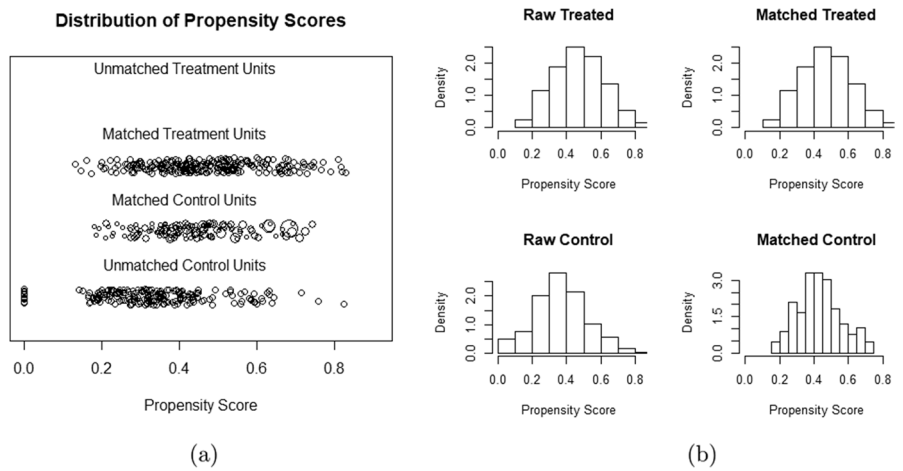 Distribution of Propensity Scores
Unmatched Treatment Units
Matched Treatment Units
Matched Control Units
Unmatched Control Units
0.0 0.2 0.4 0.6 0.8
Propensity Score
(a)
Raw Treated
Density
0.0 1.0 2.0
0.0 0.2 0.4 0.6 0.8
Propensity Score
Matched Treated
Density
0.0 1.0 2.0
0.0 0.2 0.4 0.6 0.8
Propensity Score
Raw Control
Density
0.0 1.0 2.0
0.0 0.2 0.4 0.6 0.8
Propensity Score
Matched Control
Density
0.0 1.5 3.0
0.0 0.2 0.4 0.6 0.8
Propensity Score
(b)